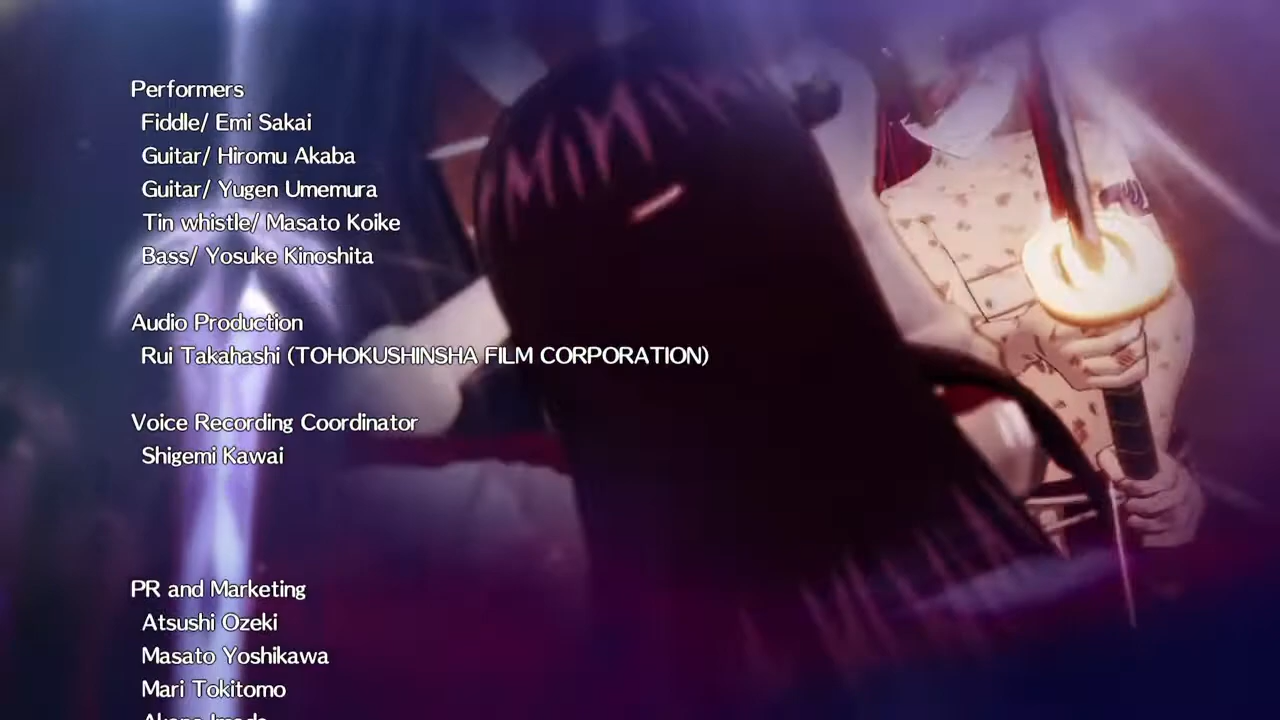 Performers
Fiddle/ Emi Sakai
Guitar/ Hiromu Akaba
Guitar/ Yugen Umemura
Tin whistle/ Masato Koike
Bass/ Yosuke Kinoshita
Audio Production
Rui Takahashi (TOHOKUSHINSHA FILM CORPORATION)
Voice Recording Coordinator
Shigemi Kawai
PR and Marketing
Atsushi Ozeki
Masato Yoshikawa
Mari Tokitomo